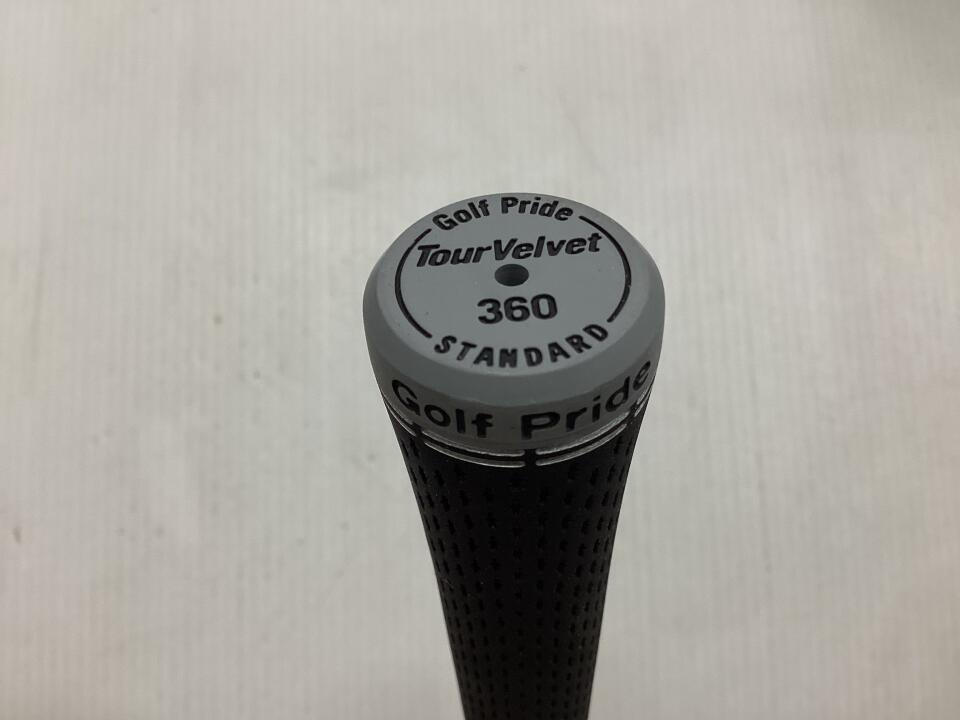 Golf Pride
TourVelvet
360
STANDARD
Golf Pride